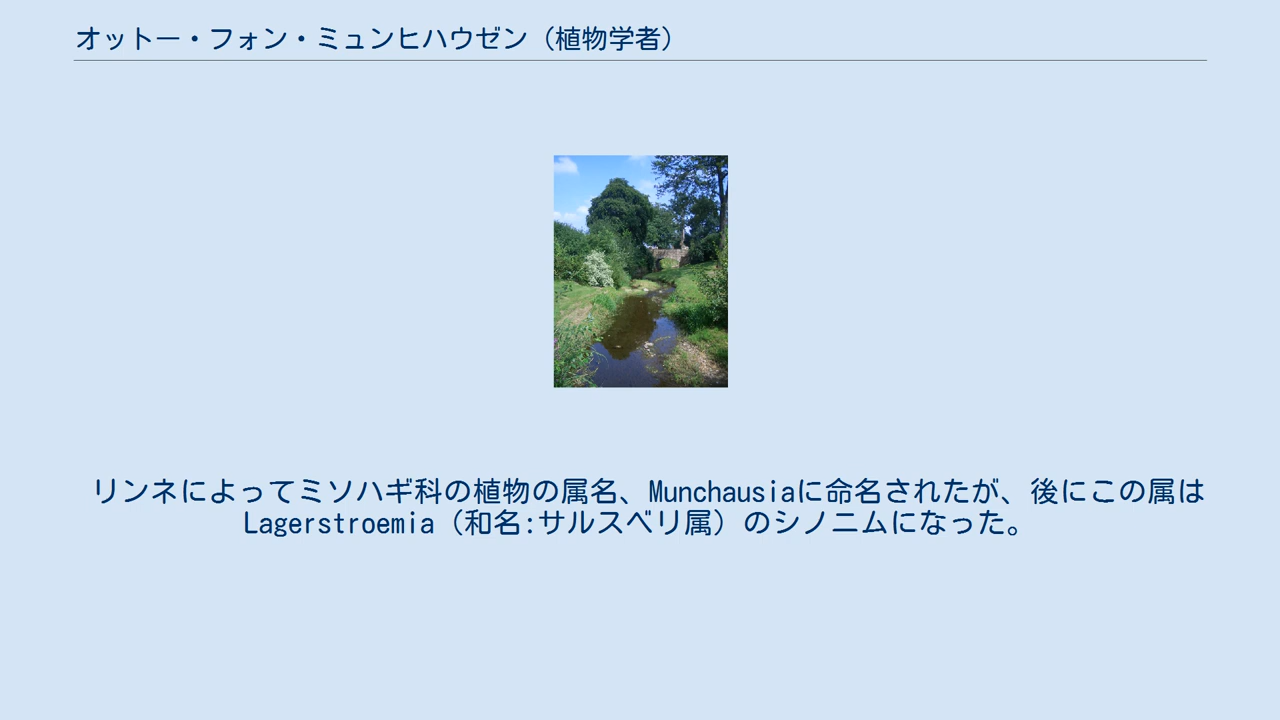 オットー・フォン・ミュンヒハウゼン（植物学者）
リンネによってミソハギ科の植物の属名、Munchausiaに命名されたが、後にこの属は
Lagerstroemia（和名:サルスベリ属）のシノニムになった。